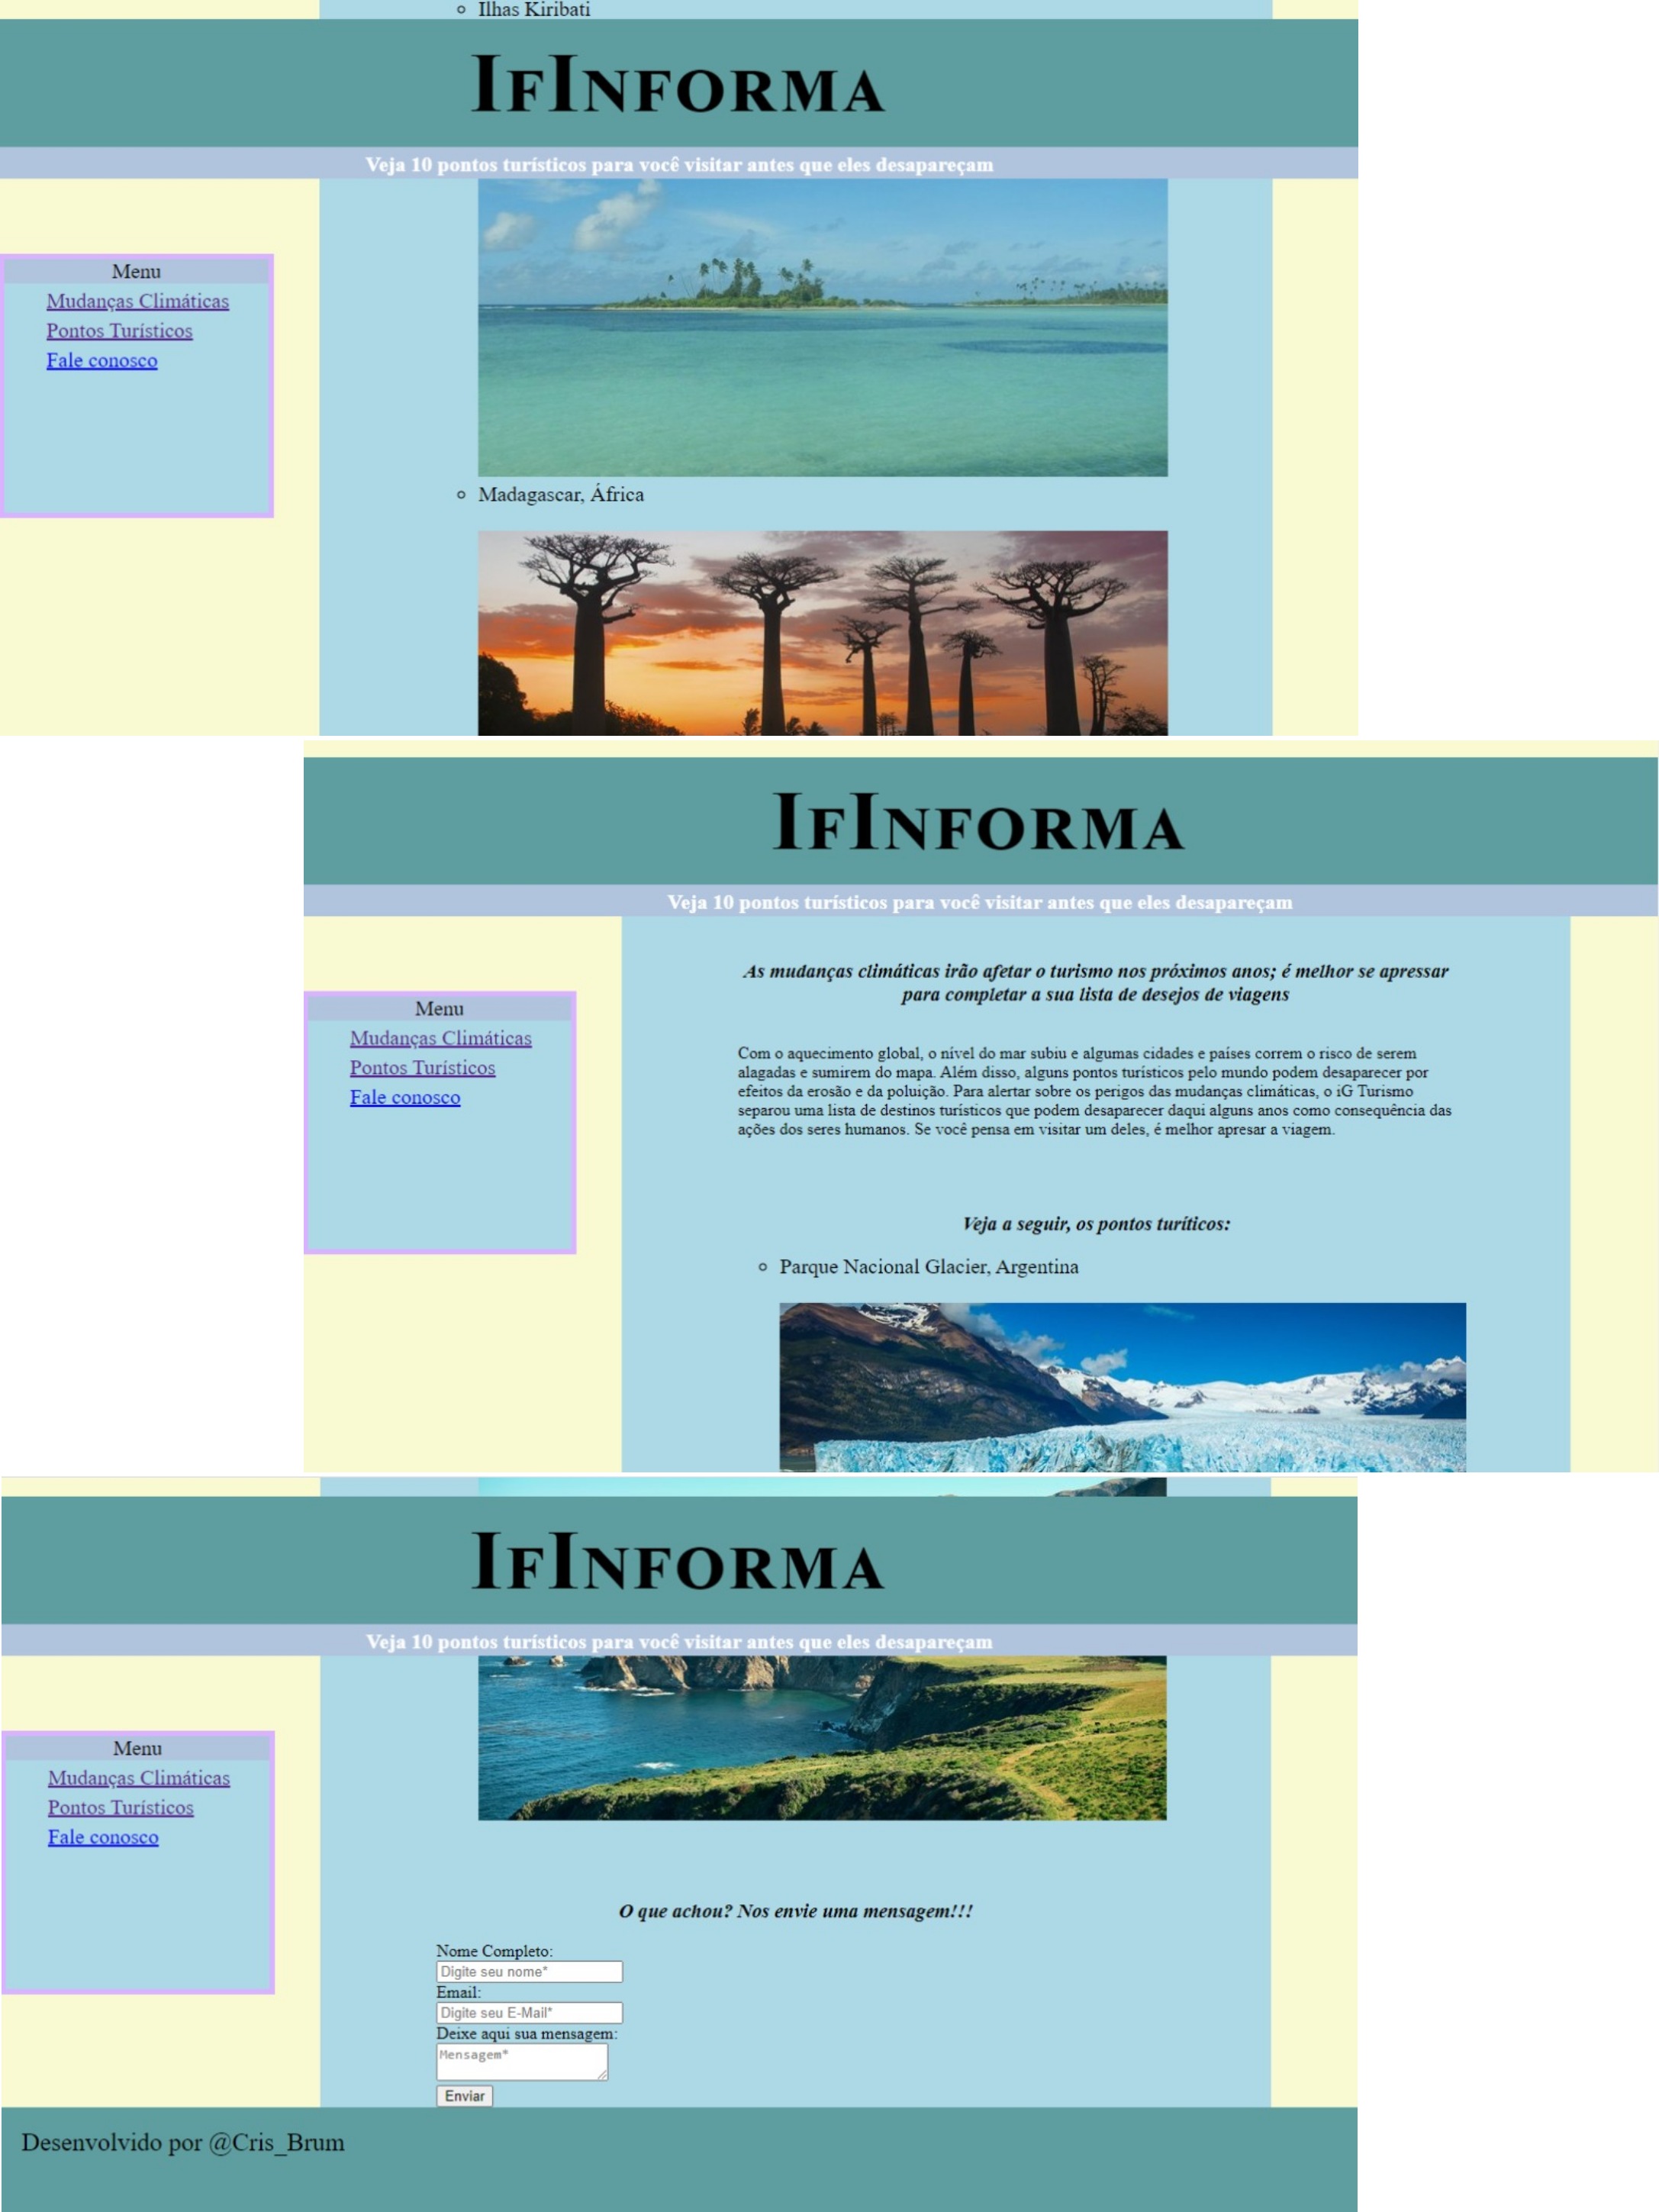 Ilhas Kiribati
IFINFORMA
Veja 10 pontos turísticos para você visitar antes que eles desapareçam
Menu
Mudanças Climáticas
Pontos Turísticos
Fale conosco
Madagascar, África
IFINFORMA
Veja 10 pontos turísticos para você visitar antes que eles desapareçam
Menu
Mudanças Climáticas
Pontos Turísticos
Fale conosco
As mudanças climáticas irão afetar o turismo nos próximos anos; é melhor se apressar
para completar a sua lista de desejos de viagens
Com o aquecimento global, o nível do mar subiu e algumas cidades e países correm o risco de serem
alagadas e sumirem do mapa. Além disso, alguns pontos turísticos pelo mundo podem desaparecer por
efeitos da erosão e da poluição. Para alertar sobre os perigos das mudanças climáticas, o iG Turismo
separou uma lista de destinos turísticos que podem desaparecer daqui alguns anos como consequência das
ações dos seres humanos. Se você pensa em visitar um deles, é melhor apresar a viagem.
Veja a seguir, os pontos turíticos:
Parque Nacional Glacier, Argentina
IFINFORMA
Veja 10 pontos turísticos para você visitar antes que eles desapareçam
Menu
Mudanças Climáticas
Pontos Turísticos
Fale conosco
O que achou? Nos envie uma mensagem!!!
Nome Completo:
Digite seu nome*
Email:
Digite seu E-Mail*
Deixe aqui sua mensagem:
Mensagem*
Enviar
Desenvolvido por @Cris_Brum